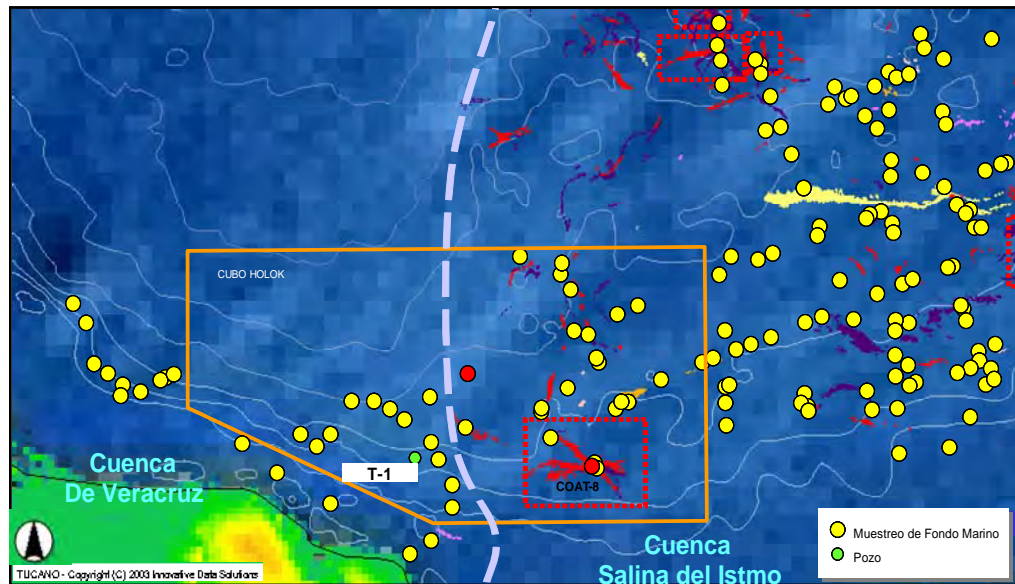 CUBO HOLOK
Cuenca
De Veracruz
T-1
COAT-8
Cuenca
Salina del Istmo
Muestreo de Fondo Marino
Pozo
TUCANO - Copyright (C) 2003 Innovative Data Solutions